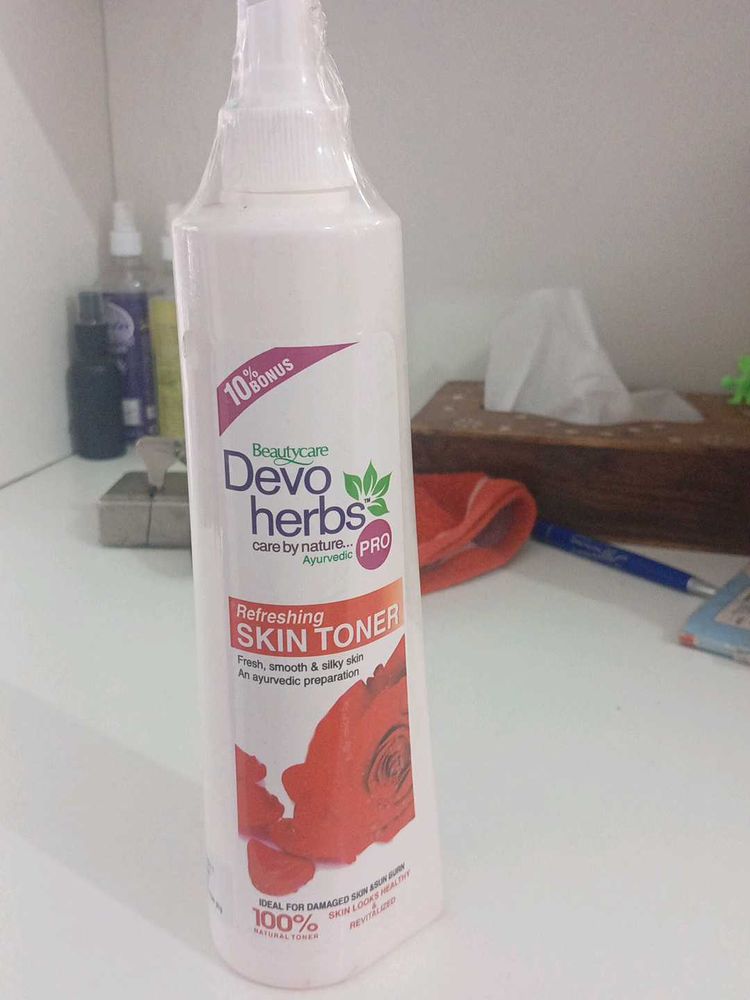 10% BONUS
Beautycare
Devo
herbs™
care by nature...
Ayurvedic
PRO
Refreshing
SKIN TONER
Fresh, smooth & silky skin
An ayurvedic preparation
IDEAL FOR DAMAGED SKIN & SUN BURN
100%
NATURAL TONER
SKIN LOOKS HEALTHY
&
REVITALIZED